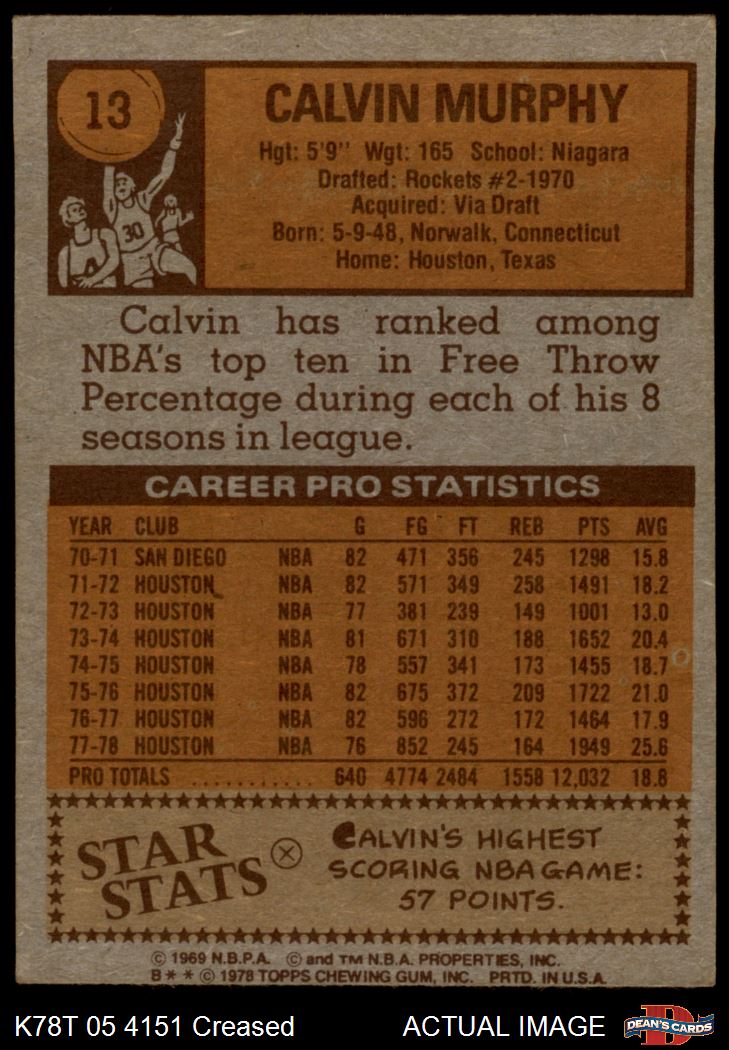 13
CALVIN MURPHY
Hgt: 5'9" Wgt: 165 School: Niagara
Drafted: Rockets #2-1970
Acquired: Via Draft
Born: 5-9-48, Norwalk, Connecticut
Home: Houston, Texas
30
Calvin has ranked among
NBA's top ten in Free Throw
Percentage during each of his 8
seasons in league.
CAREER PRO STATISTICS
YEAR CLUB G FG FT REB PTS AVG
70-71 SAN DIEGO NBA 82 471 356 245 1298 15.8
71-72 HOUSTON NBA 82 571 349 258 1491 18.2
72-73 HOUSTON NBA 77 381 239 149 1001 13.0
73-74 HOUSTON NBA 81 671 310 188 1652 20.4
74-75 HOUSTON NBA 78 557 341 173 1455 18.7
75-76 HOUSTON NBA 82 675 372 209 1722 21.0
76-77 HOUSTON NBA 82 596 272 172 1464 17.9
77-78 HOUSTON NBA 76 852 245 164 1949 25.6
PRO TOTALS ........... 640 4774 2484 1558 12,032 18.8
STAR
STATS
CALVIN'S HIGHEST
SCORING NBA GAME:
57 POINTS.
© 1969 N.B.P.A. © and TM N.B.A. PROPERTIES, INC.
B * * © 1978 TOPPS CHEWING GUM, INC. PRTD. IN U.S.A.
K78T 05 4151 Creased ACTUAL IMAGE
D
DEAN'S CARDS